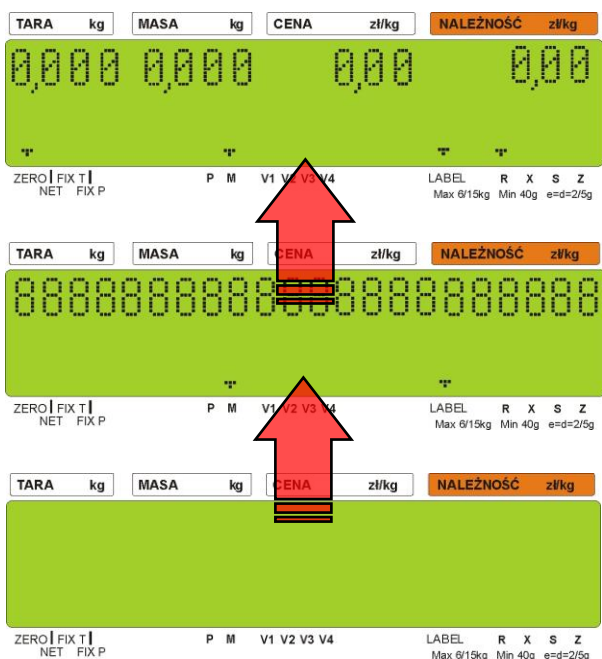 TARA kg MASA kg CENA zł/kg NALEŻNOŚĆ zł/kg
0,000 0,000 0,00 0,00
ZERO FIX T P M V1 V2 V3 V4 LABEL R X S Z
NET FIX P Max 6/15kg Min 40g e=d=2/5g
TARA kg MASA kg CENA zł/kg NALEŻNOŚĆ zł/kg
ZERO FIX T P M V1 V2 V3 V4 LABEL R X S Z
NET FIX P Max 6/15kg Min 40g e=d=2/5g
TARA kg MASA kg CENA zł/kg NALEŻNOŚĆ zł/kg
ZERO FIX T P M V1 V2 V3 V4 LABEL R X S Z
NET FIX P Max 6/15kg Min 40g e=d=2/5g